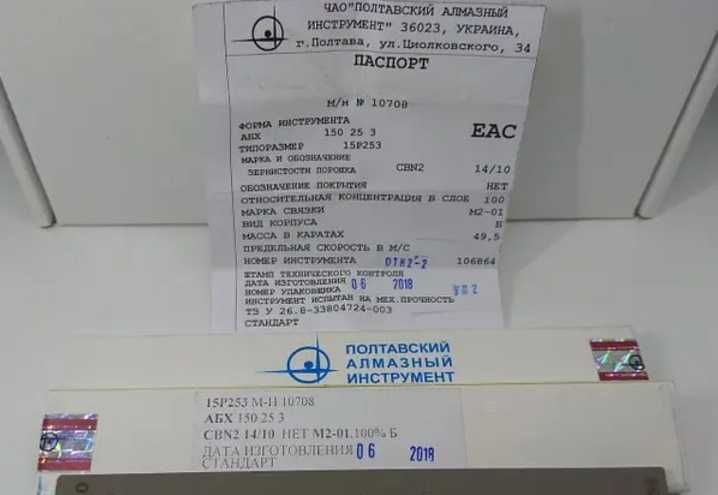 ЧАО"ПОЛТАВСКИЙ АЛМАЗНЫЙ
ИНСТРУМЕНТ" 36023, УКРАИНА,
г.Полтава, ул.Циолковского, 34
ПАСПОРТ
М/Н № 10708
ФОРМА ИНСТРУМЕНТА
АБХ 150 25 3 EAC
ТИПОРАЗМЕР 15Р253
МАРКА И ОБОЗНАЧЕНИЕ
ЗЕРНИСТОСТИ ПОРОШКА CBN2 14/10
ОБОЗНАЧЕНИЕ ПОКРЫТИЯ НЕТ
ОТНОСИТЕЛЬНАЯ КОНЦЕНТРАЦИЯ В СЛОЕ 100
МАРКА СВЯЗКИ М2-01
ВИД КОРПУСА Б
МАССА В КАРАТАХ 49,5
ПРЕДЕЛЬНАЯ СКОРОСТЬ В М/С
НОМЕР ИНСТРУМЕНТА 106864
ШТАМП ТЕХНИЧЕСКОГО КОНТРОЛЯ
ДАТА ИЗГОТОВЛЕНИЯ 06 2018
НОМЕР УПАКОВЩИКА
ИНСТРУМЕНТ ИСПЫТАН НА МЕХ.ПРОЧНОСТЬ
ТУ У 26.8-33804724-003
СТАНДАРТ
ПОЛТАВСКИЙ
АЛМАЗНЫЙ
ИНСТРУМЕНТ
15Р253 М-Н 10708
АБХ 150 25 3
CBN2 14/10 НЕТ М2-01,100% Б
ДАТА ИЗГОТОВЛЕНИЯ 06 2018
СТАНДАРТ